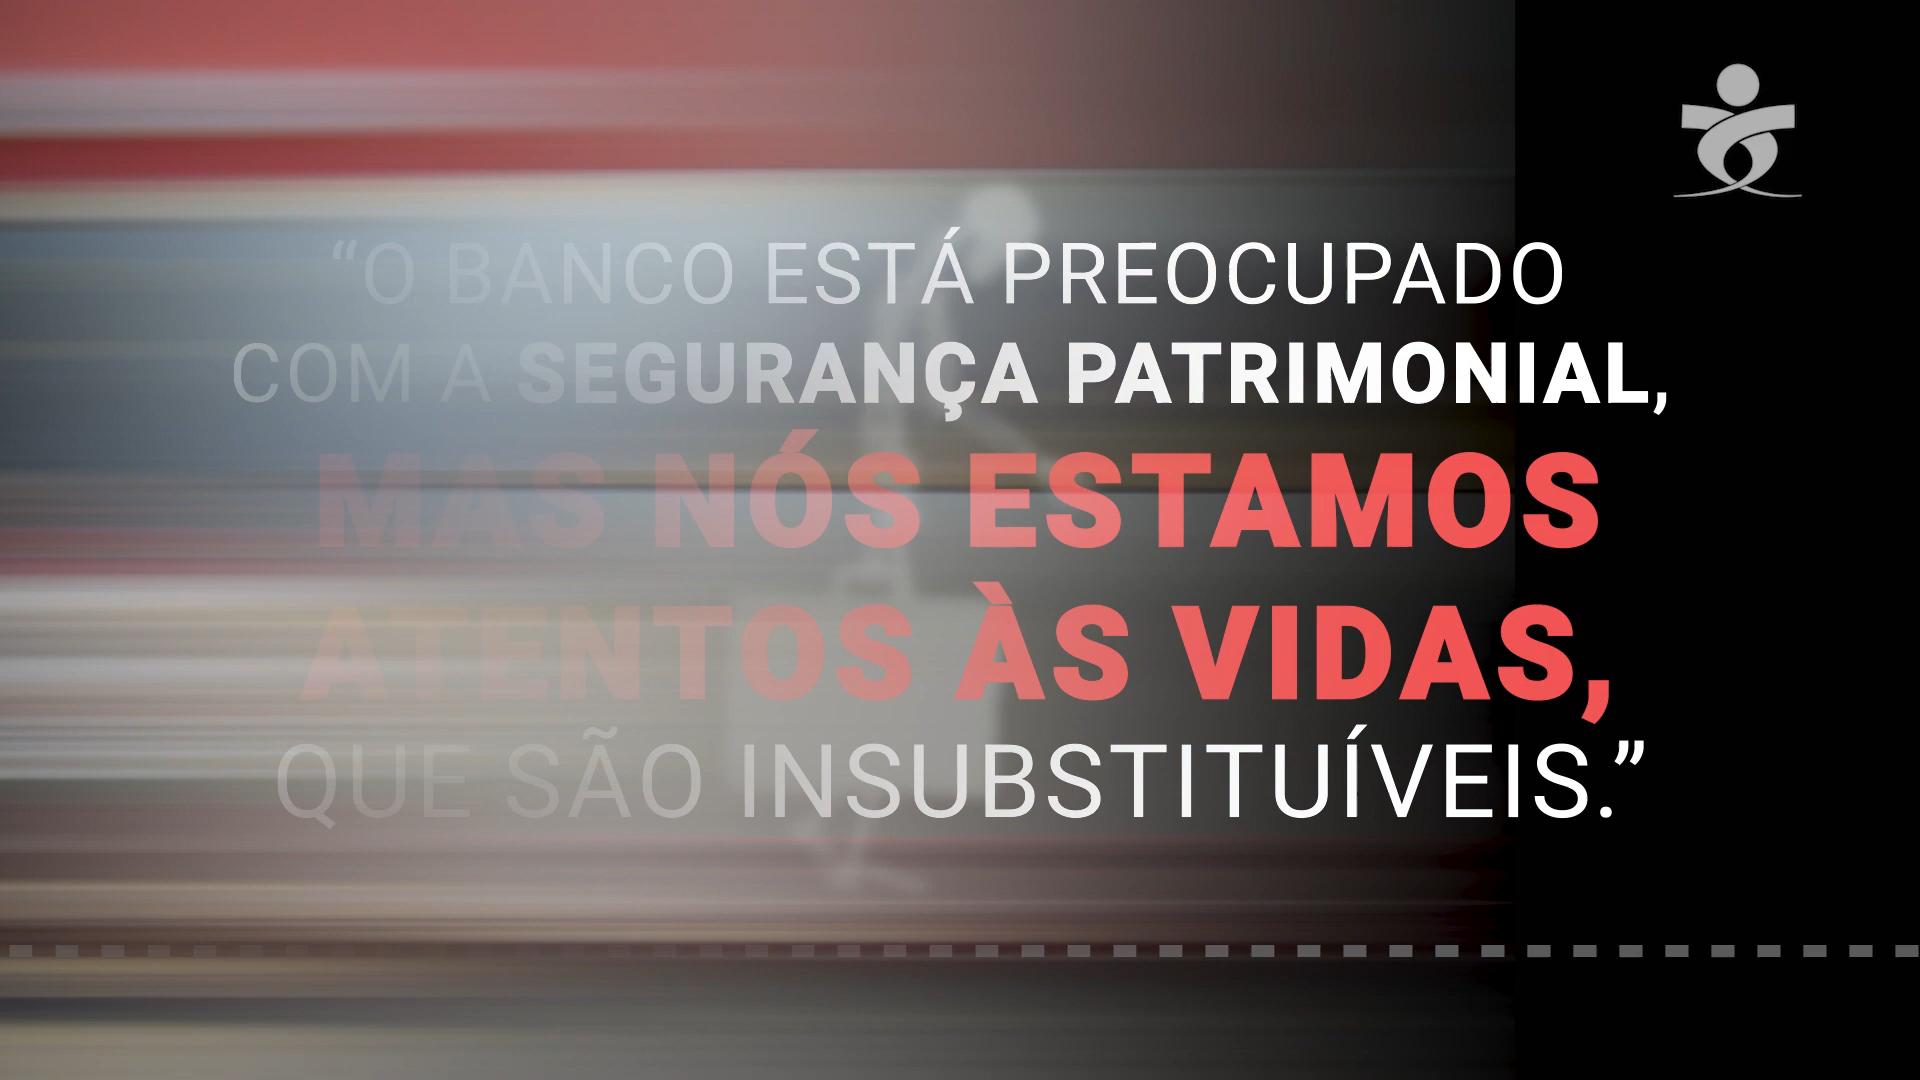 “O BANCO ESTÁ PREOCUPADO
COM A SEGURANÇA PATRIMONIAL,
MAS NÓS ESTAMOS
ATENTOS ÀS VIDAS,
QUE SÃO INSUBSTITUÍVEIS.”